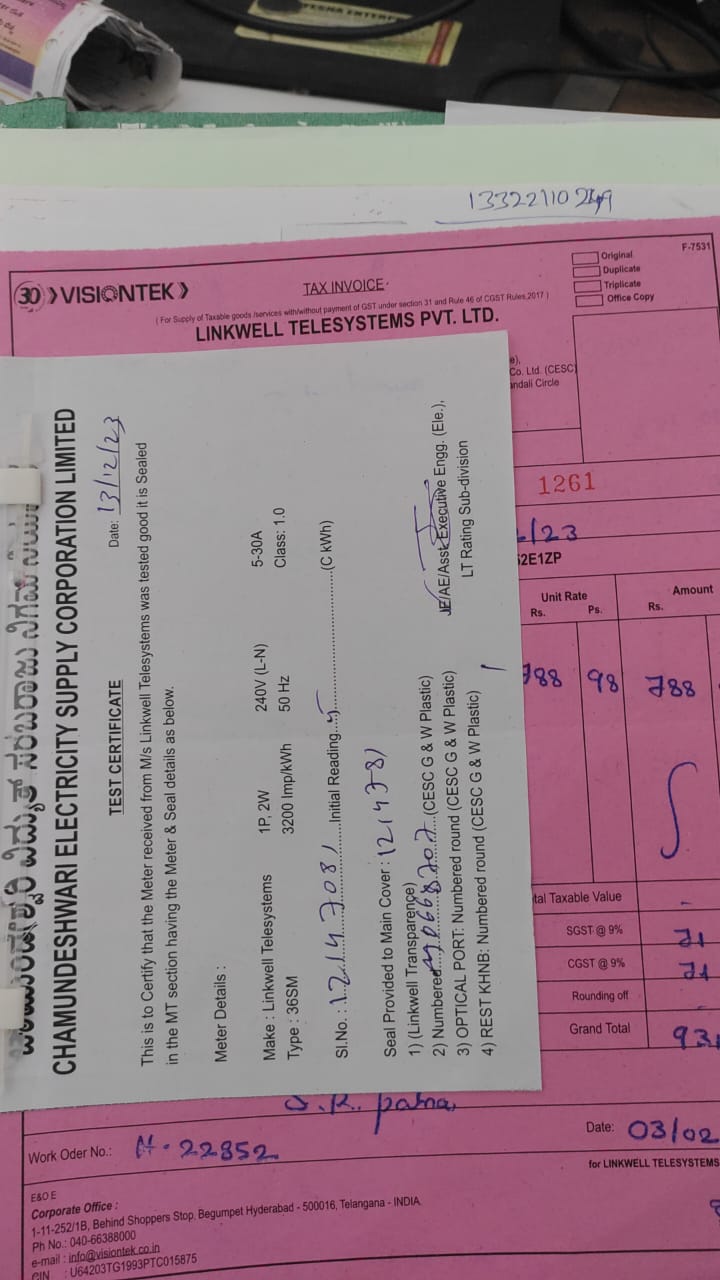 13322110249
F-7531
30 VISIONTEK
TAX INVOICE
Original
Duplicate
Triplicate
Office Copy
( For Supply of Taxable goods /services with/without payment of GST under section 31 and Rule 46 of CGST Rules,2017 )
LINKWELL TELESYSTEMS PVT. LTD.
e),
Co. Ltd. (CESC)
andali Circle
1261
/23
52E1ZP
Unit Rate
Rs. Ps.
Amount
Rs.
788 98 788
tal Taxable Value
SGST @ 9% 71
CGST @ 9% 71
Rounding off
Grand Total 93
Work Oder No.: 22852
Date: 03/02
for LINKWELL TELESYSTEMS
E&O E
Corporate Office :
1-11-252/1B, Behind Shoppers Stop, Begumpet Hyderabad - 500016, Telangana - INDIA.
Ph No.: 040-66388000
e-mail : info@visiontek.co.in
CIN : U64203TG1993PTC015875
CHAMUNDESHWARI ELECTRICITY SUPPLY CORPORATION LIMITED
Date: 13/12/23
TEST CERTIFICATE
This is to Certify that the Meter received from M/s Linkwell Telesystems was tested good it is Sealed
in the MT section having the Meter & Seal details as below.
Meter Details :
Make : Linkwell Telesystems 1P, 2W 240V (L-N) 5-30A
Type : 36SM 3200 Imp/kWh 50 Hz Class: 1.0
Sl.No. : 12147081 Initial Reading (C kWh)
Seal Provided to Main Cover :
1) (Linkwell Transparence)
2) Numbered (CESC G & W Plastic)
3) OPTICAL PORT: Numbered round (CESC G & W Plastic)
4) REST KHNB: Numbered round (CESC G & W Plastic)
JE/AE/Asst. Executive Engg. (Ele.),
LT Rating Sub-division